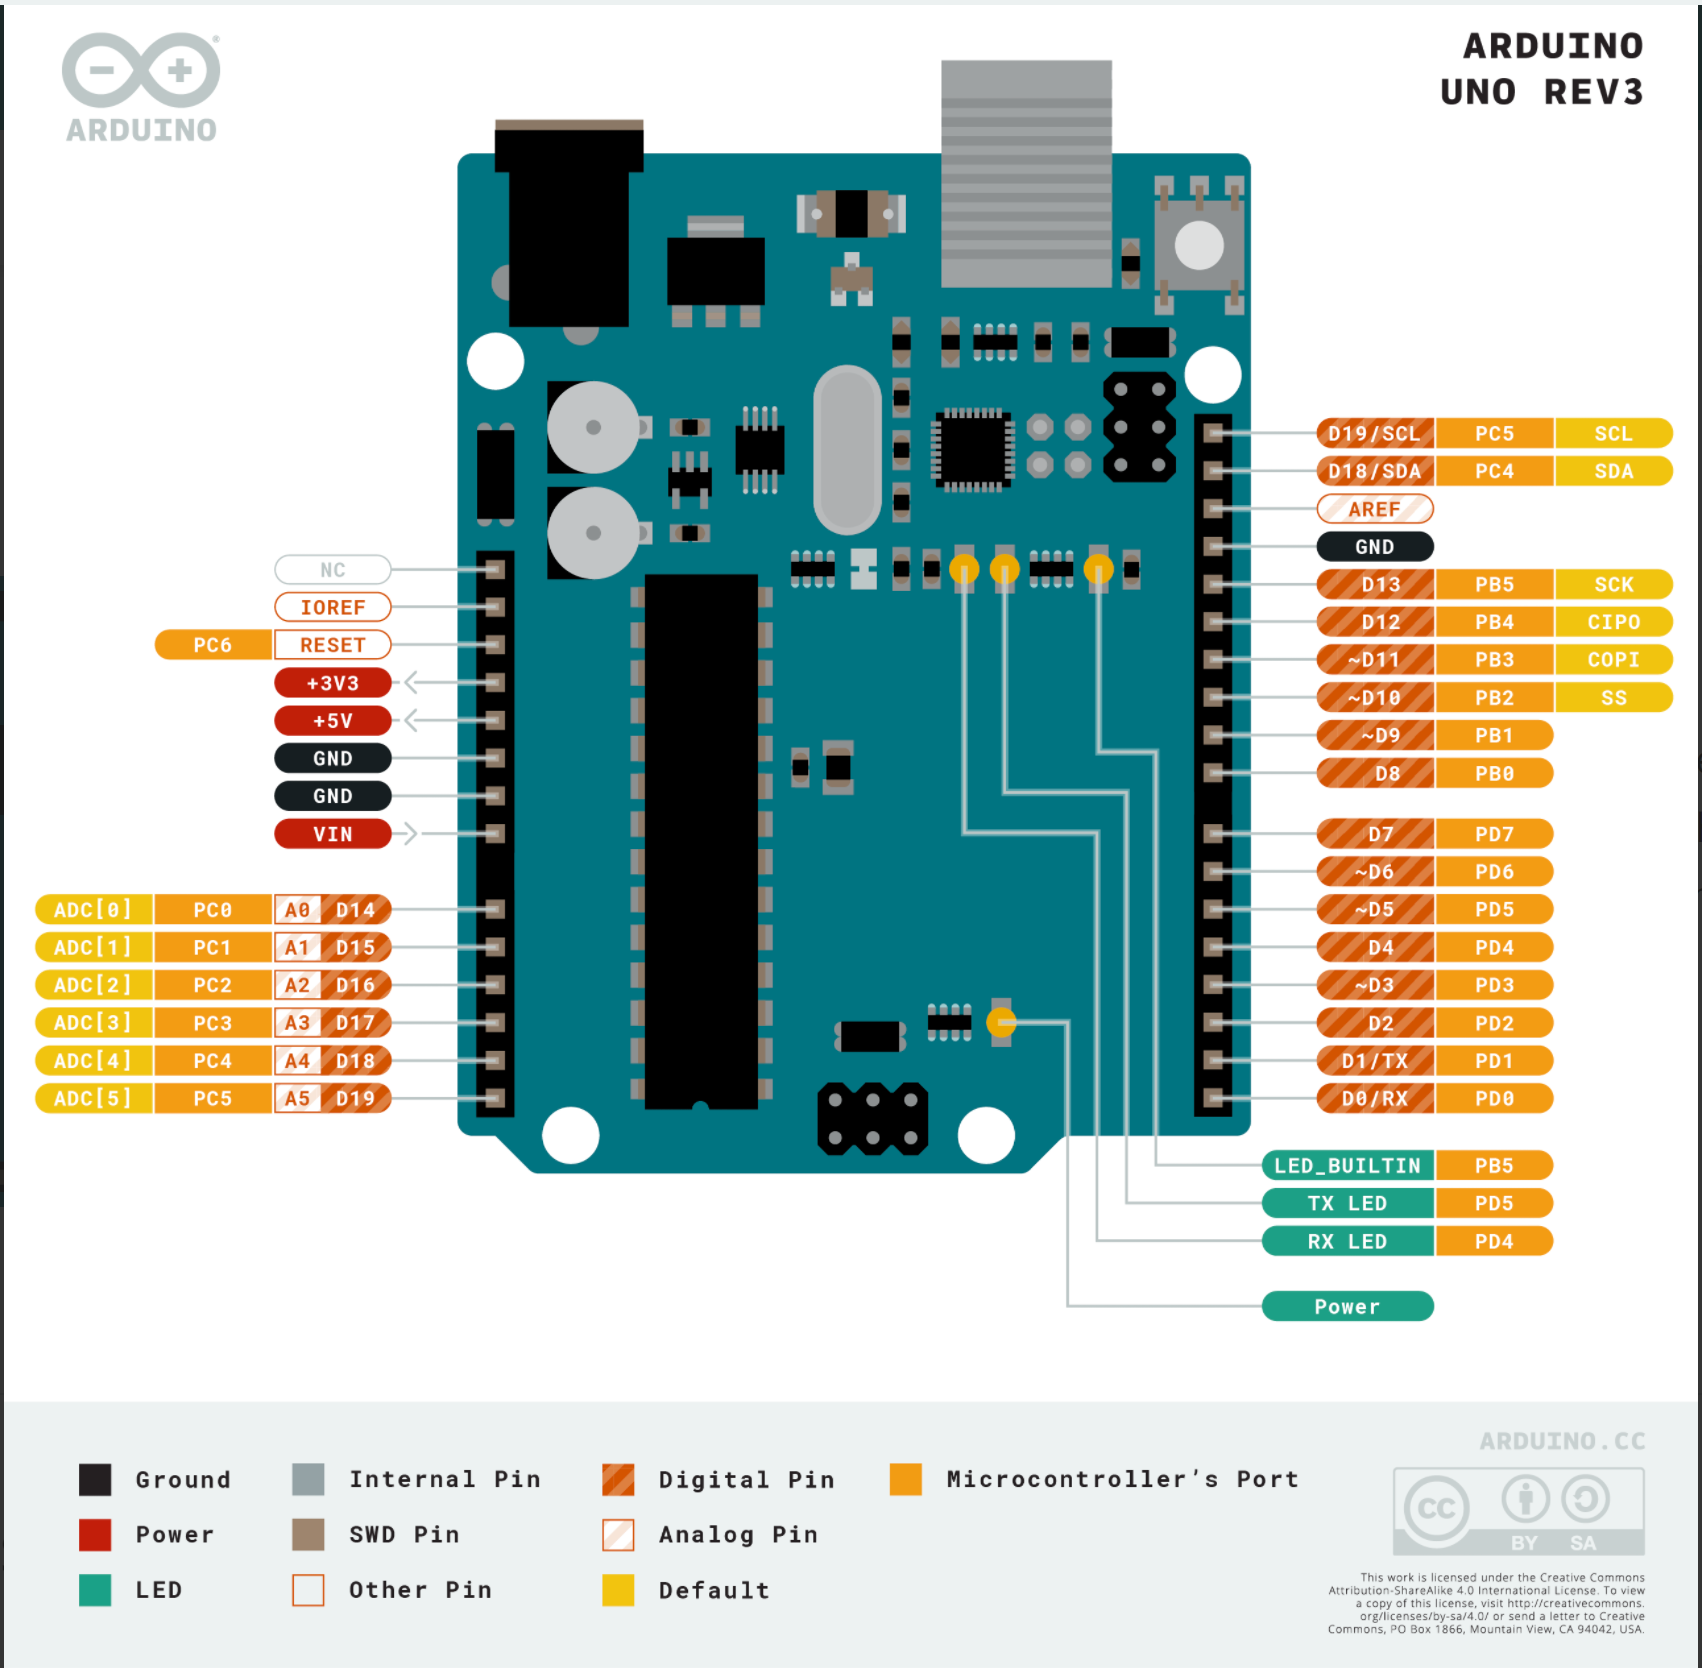 ARDUINO
ARDUINO
UNO REV3
NC
IOREF
PC6 RESET
+3V3
+5V
GND
GND
VIN
ADC[0] PC0 A0 D14
ADC[1] PC1 A1 D15
ADC[2] PC2 A2 D16
ADC[3] PC3 A3 D17
ADC[4] PC4 A4 D18
ADC[5] PC5 A5 D19
D19/SCL PC5 SCL
D18/SDA PC4 SDA
AREF
GND
D13 PB5 SCK
D12 PB4 CIPO
~D11 PB3 COPI
~D10 PB2 SS
~D9 PB1
D8 PB0
D7 PD7
~D6 PD6
~D5 PD5
D4 PD4
~D3 PD3
D2 PD2
D1/TX PD1
D0/RX PD0
LED_BUILTIN PB5
TX LED PD5
RX LED PD4
Power
Ground
Power
LED
Internal Pin
SWD Pin
Other Pin
Digital Pin
Analog Pin
Default
Microcontroller's Port
ARDUINO.CC
CC
BY SA
This work is licensed under the Creative Commons
Attribution-ShareAlike 4.0 International License. To view
a copy of this license, visit http://creativecommons.
org/licenses/by-sa/4.0/ or send a letter to Creative
Commons, PO Box 1866, Mountain View, CA 94042, USA.